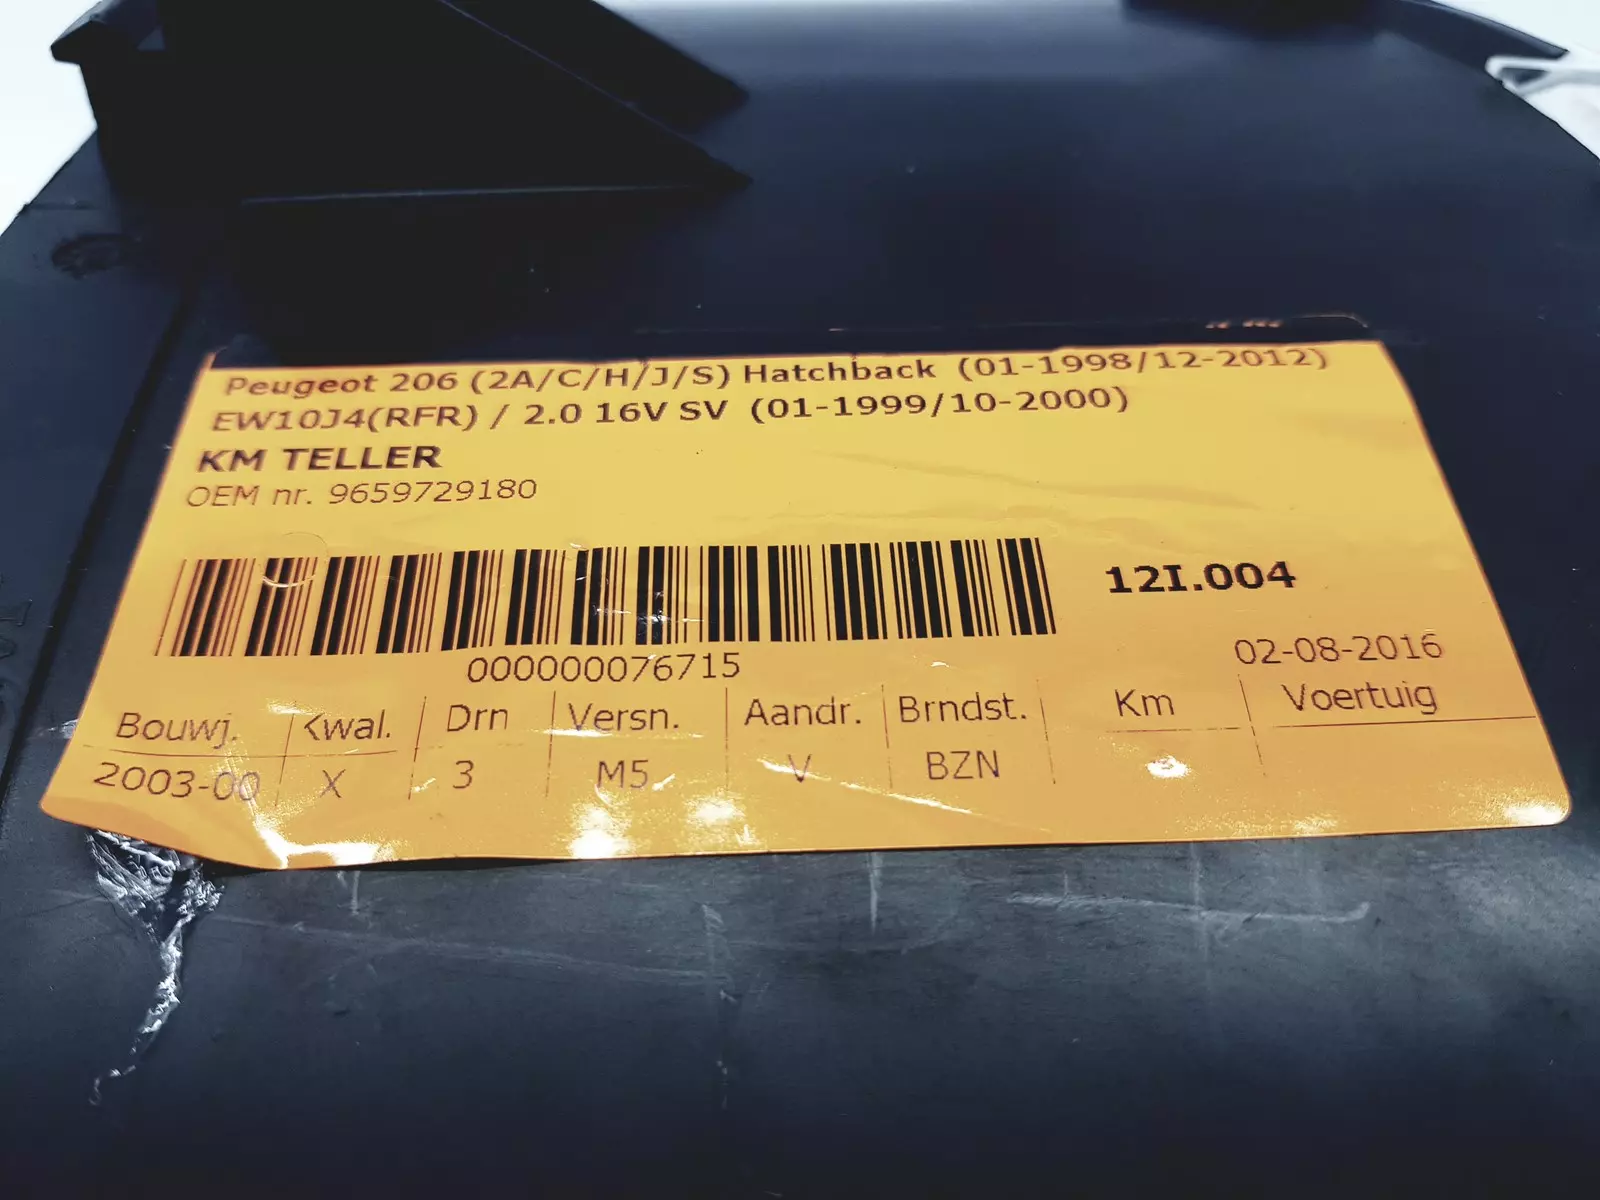 Peugeot 206 (2A/C/H/J/S) Hatchback (01-1998/12-2012)
EW10J4(RFR) / 2.0 16V SV (01-1999/10-2000)
KM TELLER
OEM nr. 9659729180
12I.004
000000076715
02-08-2016
Bouwj. Kwal. Drn Versn. Aandr. Brndst. Km Voertuig
2003-00 X 3 M5 V BZN